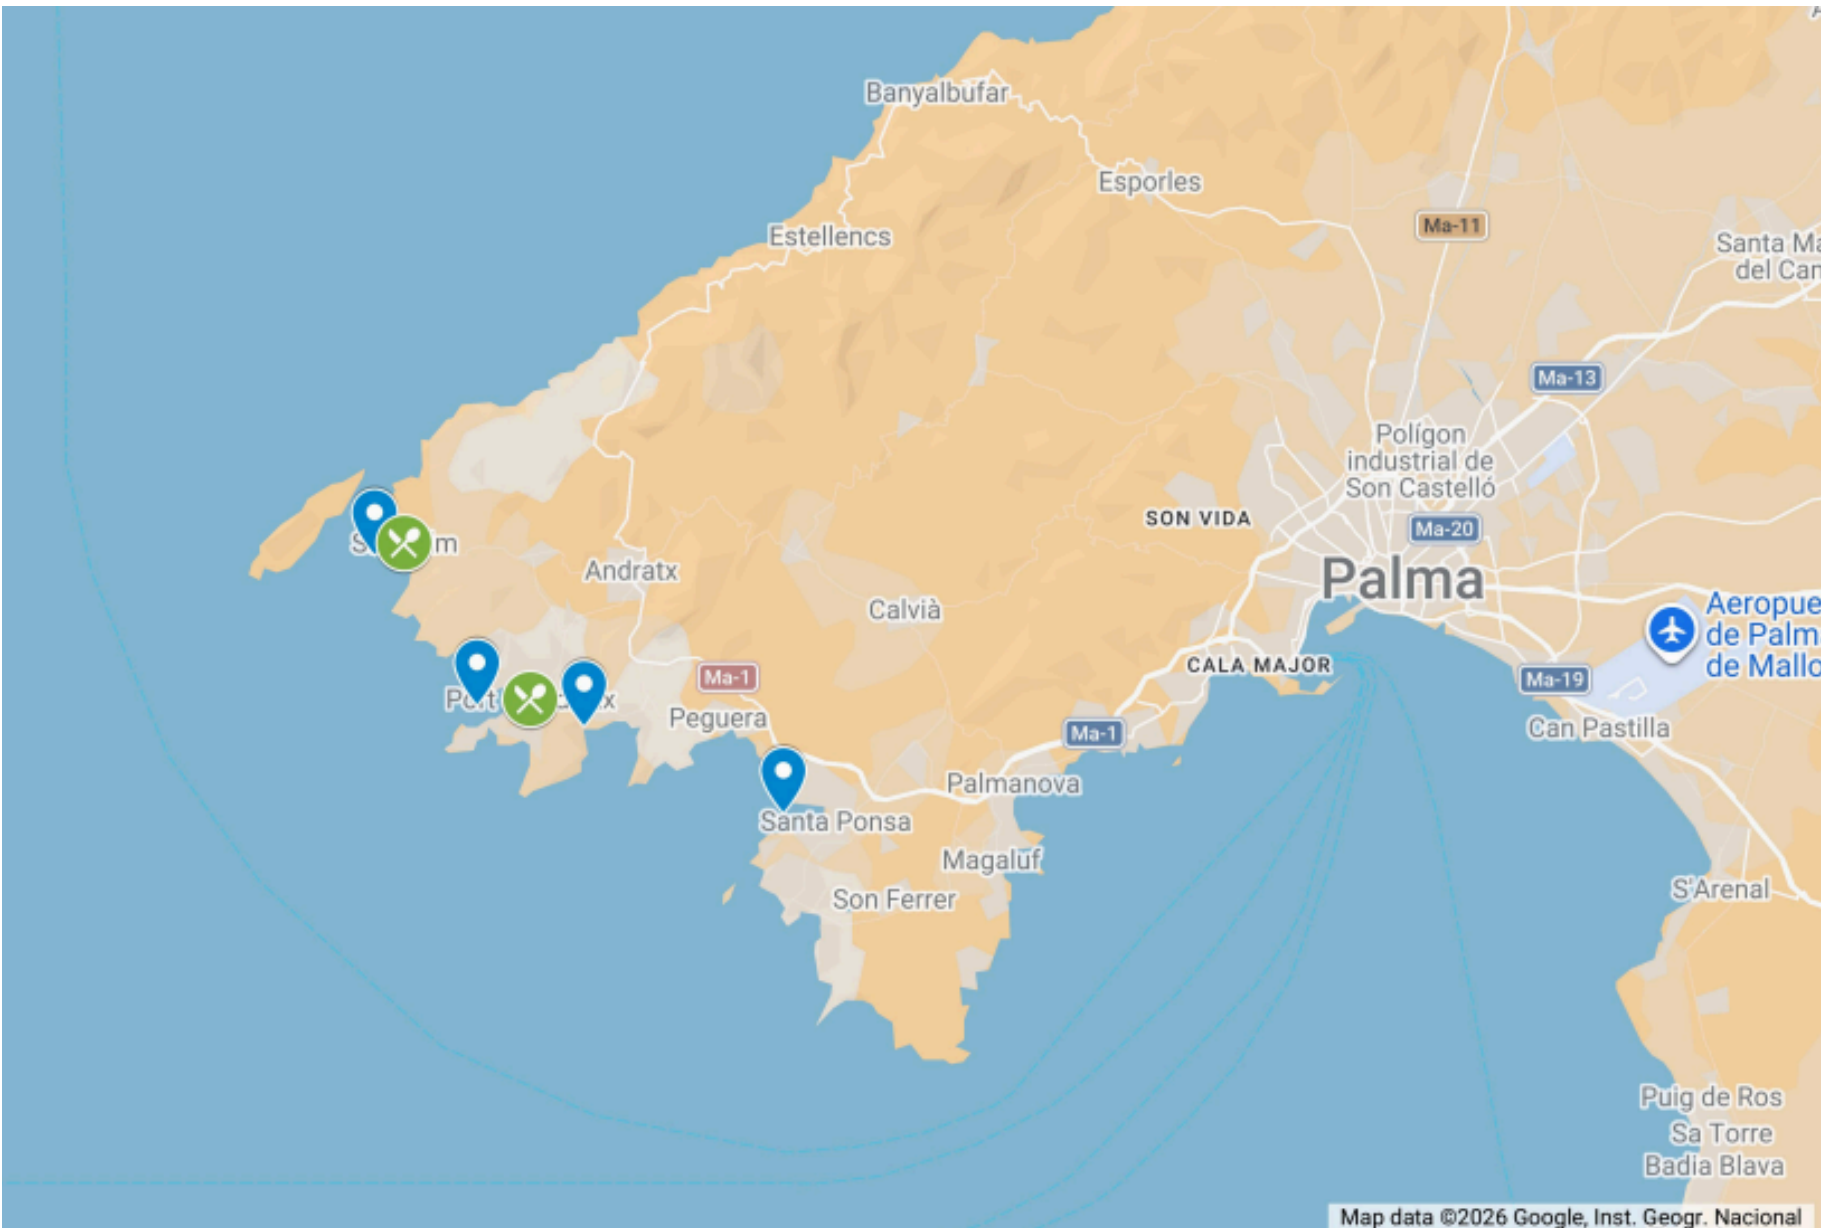 Banyalbufar
Esporles
Ma-11
Estellencs
Santa Ma
del Cam
Ma-13
Polígon
industrial de
Son Castelló
SON VIDA
Ma-20
m
Andratx
Palma
Calvià
Aeropue
de Palma
de Mallo
CALA MAJOR
Ma-1
Ma-19
Port
x
Peguera
Ma-1
Can Pastilla
Palmanova
Santa Ponsa
Magaluf
S'Arenal
Son Ferrer
Puig de Ros
Sa Torre
Badia Blava
Map data ©2026 Google, Inst. Geogr. Nacional